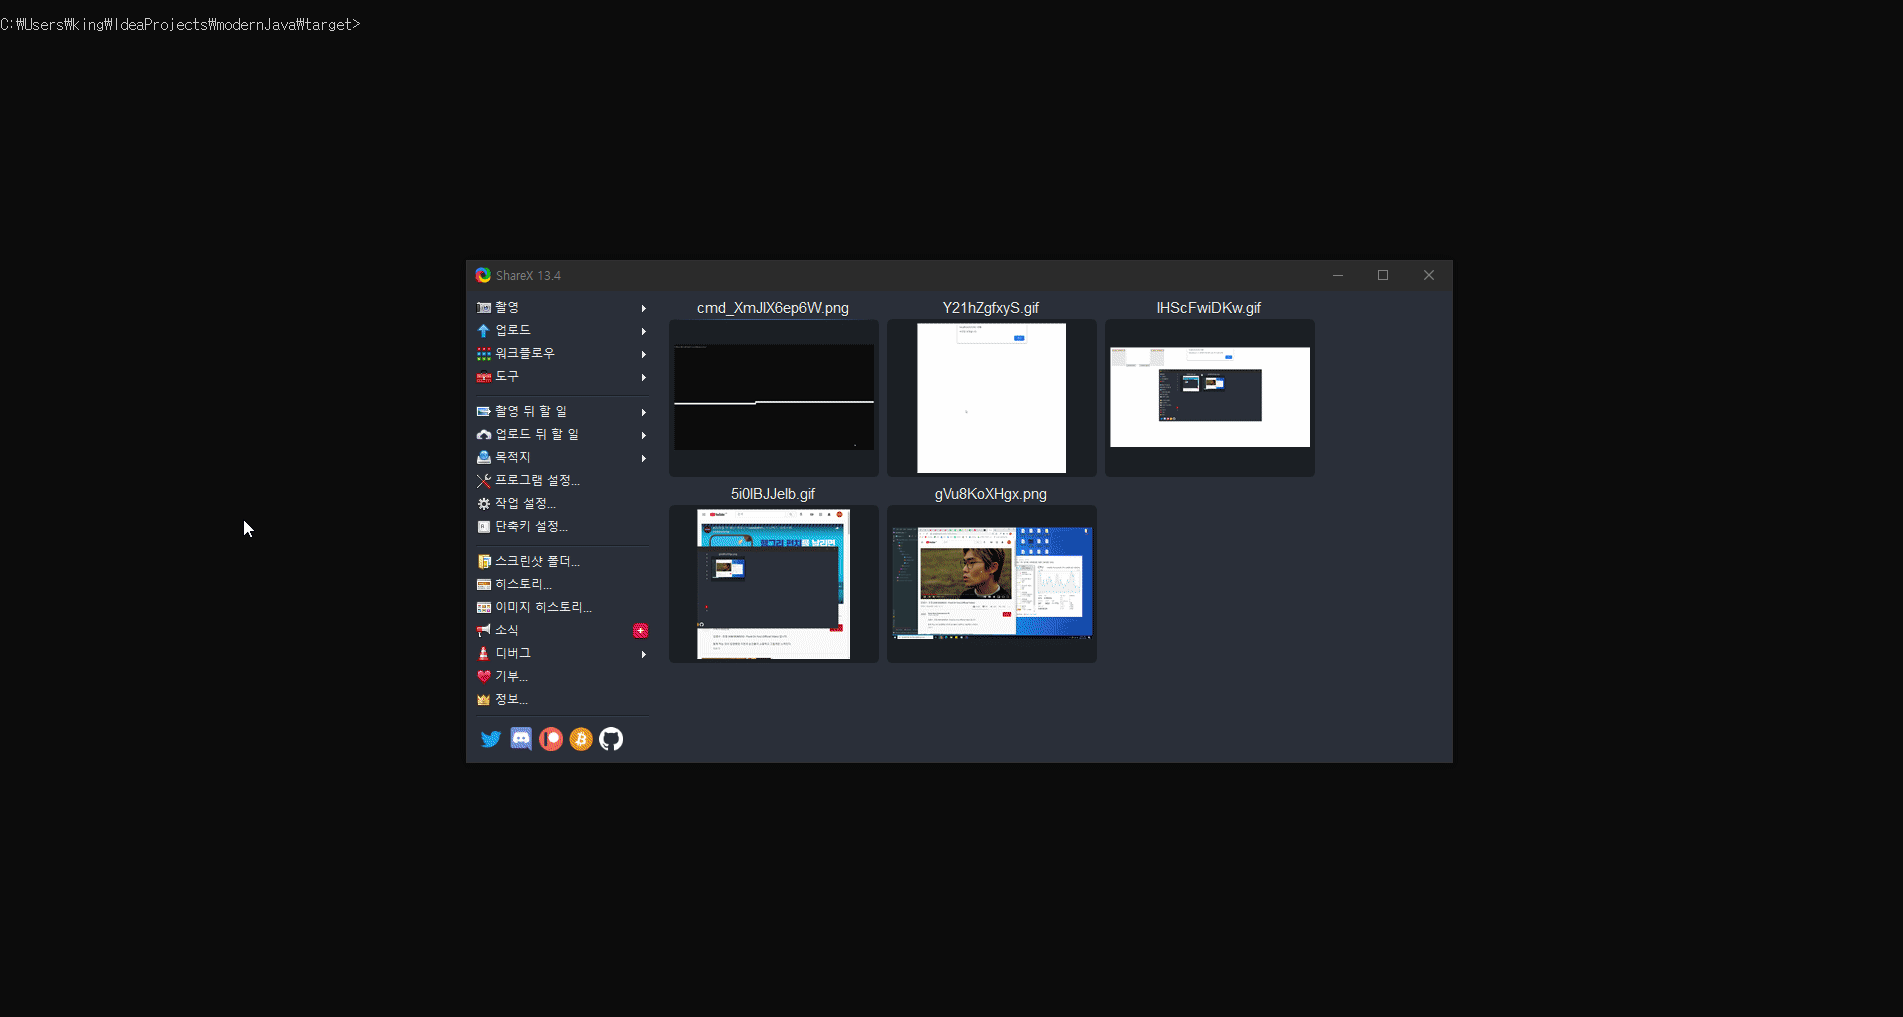 C:\Users\king\IdeaProjects\modernJava\target>
ShareX 13.4
촬영
업로드
워크플로우
도구
촬영 뒤 할 일
업로드 뒤 할 일
목적지
프로그램 설정...
작업 설정...
단축키 설정...
스크린샷 폴더...
히스토리...
이미지 히스토리...
소식
디버그
기부...
정보...
cmd_XmJlX6ep6W.png
Y21hZgfxyS.gif
lHScFwiDKw.gif
5i0lBJJelb.gif
gVu8KoXHgx.png